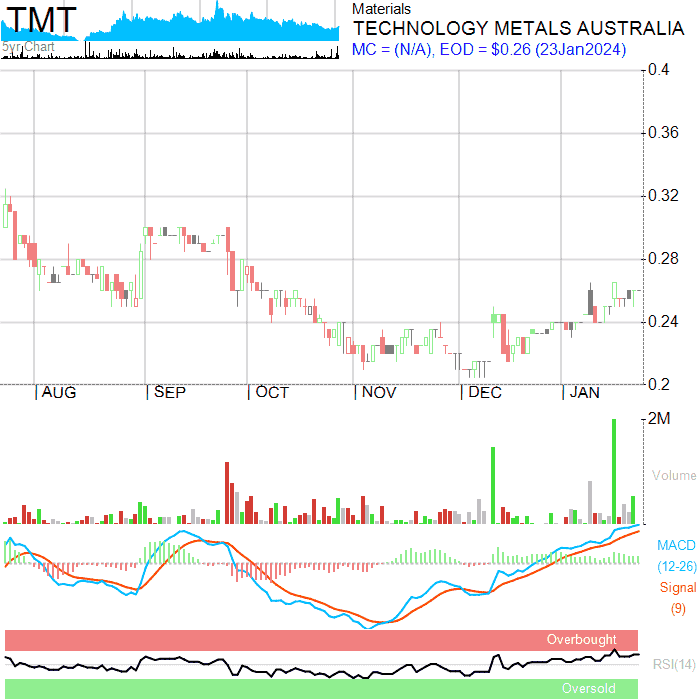 TMT
5yr Chart
Materials
TECHNOLOGY METALS AUSTRALIA
MC = (N/A), EOD = $0.26 (23Jan2024)
0.4
0.36
0.32
0.28
0.24
0.2
| AUG | SEP | OCT | NOV | DEC | JAN
2M
Volume
MACD
(12-26)
Signal
(9)
Overbought
RSI(14)
Oversold